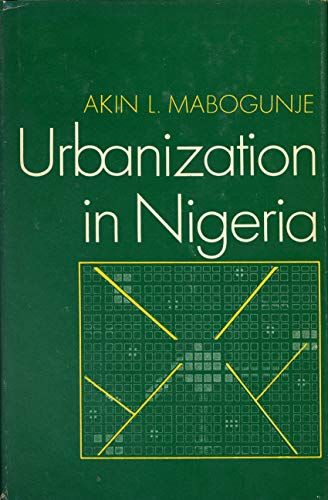 AKIN L. MABOGUNJE
Urbanization
in Nigeria